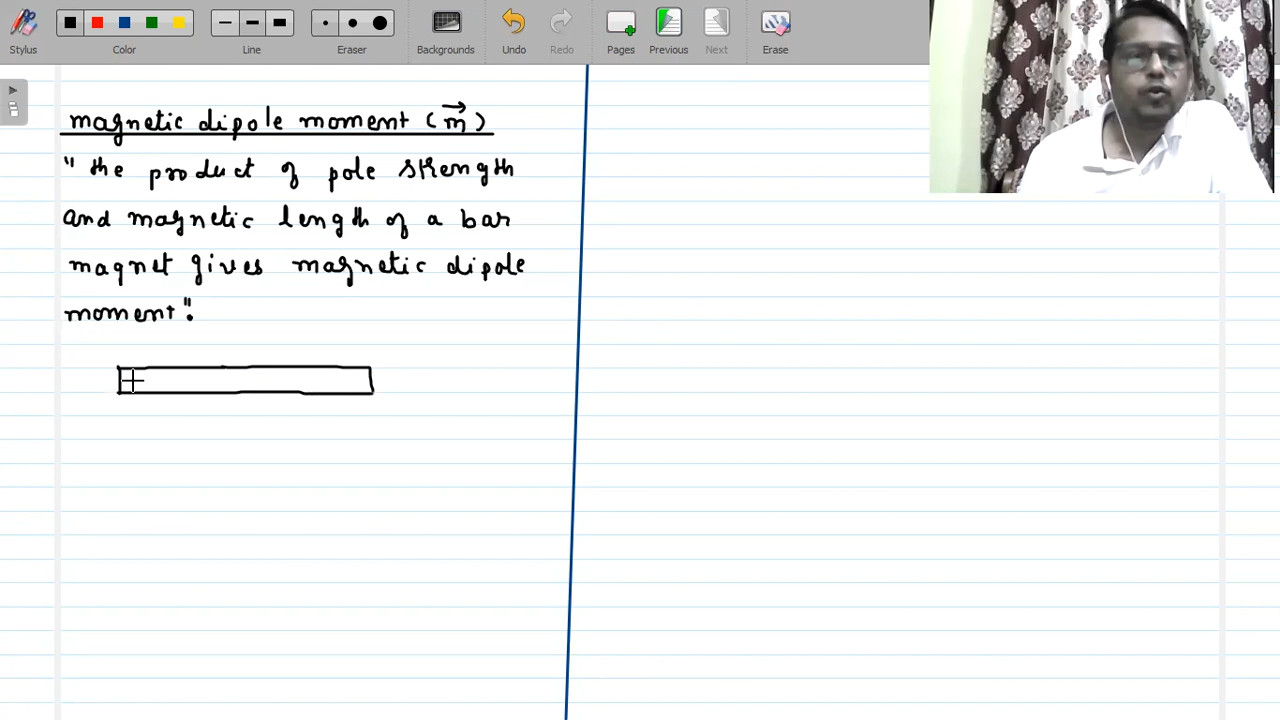 Stylus
Color
Line
Eraser
Backgrounds
Undo
Redo
Pages
Previous
Next
Erase
magnetic dipole moment (m⃗)
" the product of pole strength
and magnetic length of a bar
magnet gives magnetic dipole
moment".